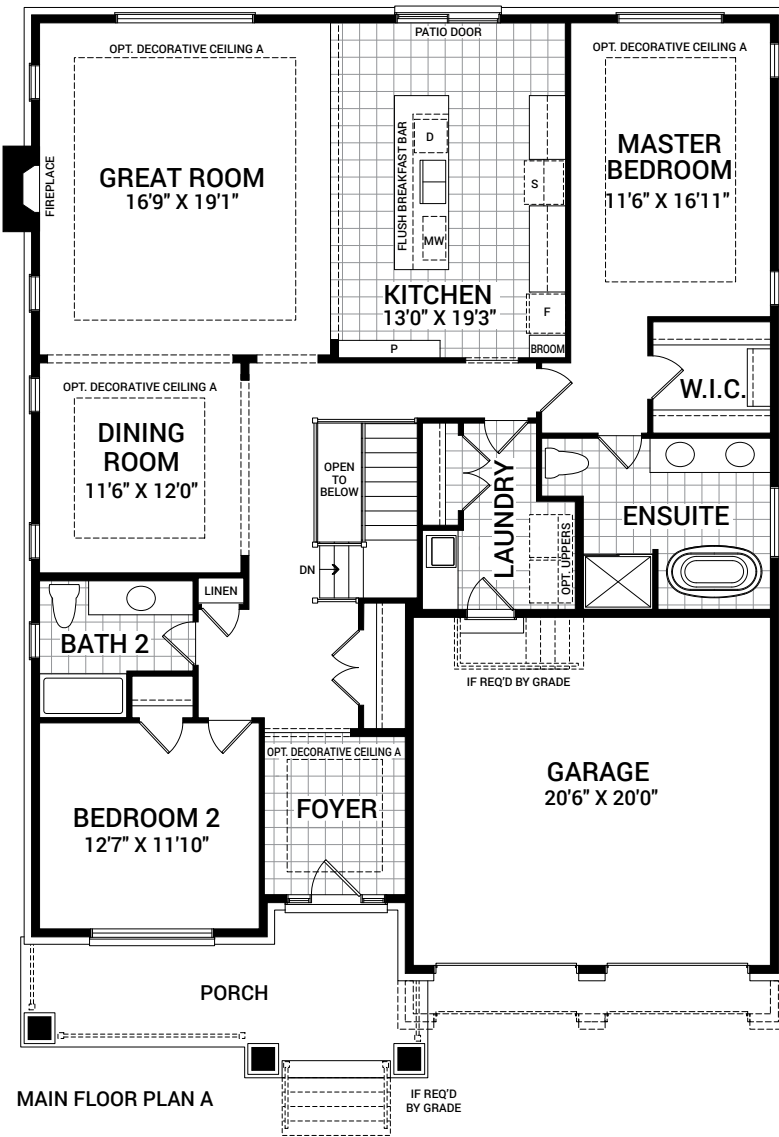 PATIO DOOR
OPT. DECORATIVE CEILING A
OPT. DECORATIVE CEILING A
FIREPLACE
GREAT ROOM
16'9" X 19'1"
FLUSH BREAKFAST BAR
D
S
MW
KITCHEN
13'0" X 19'3"
F
P
BROOM
MASTER
BEDROOM
11'6" X 16'11"
W.I.C.
OPT. DECORATIVE CEILING A
DINING
ROOM
11'6" X 12'0"
OPEN
TO
BELOW
DN
LAUNDRY
OPT. UPPERS
ENSUITE
LINEN
BATH 2
IF REQ'D BY GRADE
OPT. DECORATIVE CEILING A
FOYER
BEDROOM 2
12'7" X 11'10"
GARAGE
20'6" X 20'0"
PORCH
MAIN FLOOR PLAN A
IF REQ'D
BY GRADE